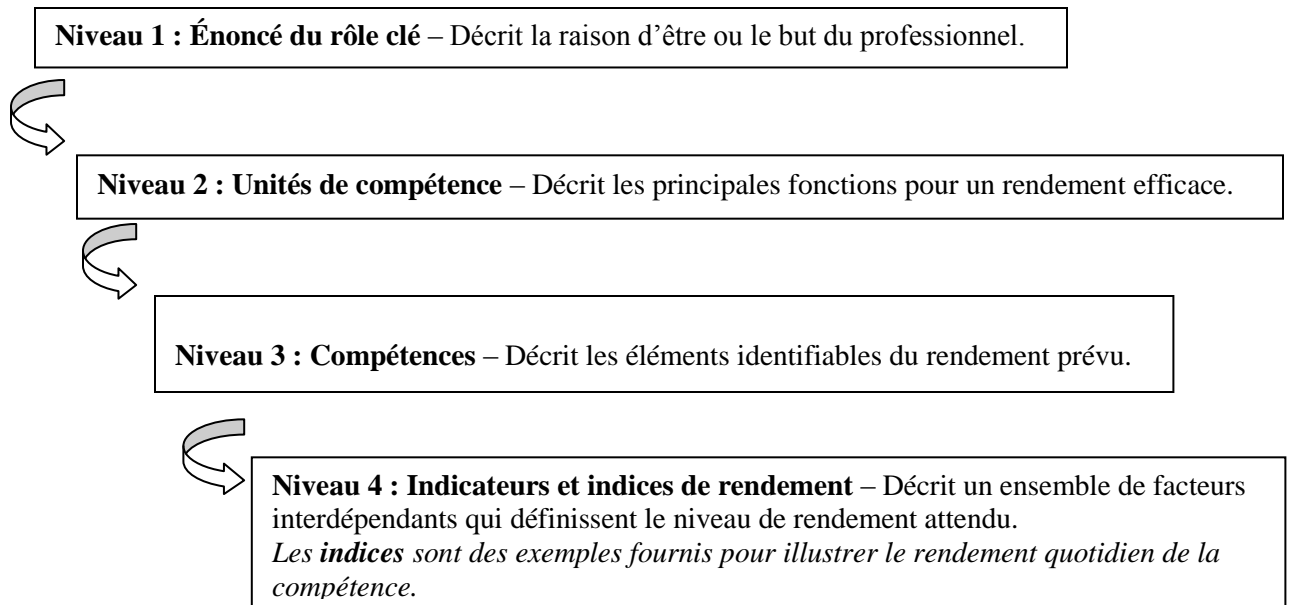 Niveau 1 : Énoncé du rôle clé – Décrit la raison d’être ou le but du professionnel.
Niveau 2 : Unités de compétence – Décrit les principales fonctions pour un rendement efficace.
Niveau 3 : Compétences – Décrit les éléments identifiables du rendement prévu.
Niveau 4 : Indicateurs et indices de rendement – Décrit un ensemble de facteurs
interdépendants qui définissent le niveau de rendement attendu.
Les indices sont des exemples fournis pour illustrer le rendement quotidien de la
compétence.